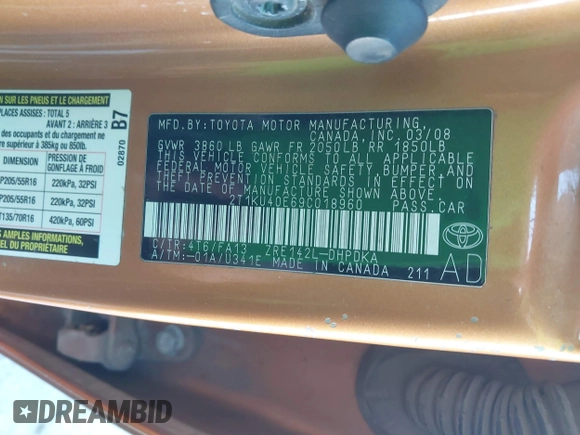 N SUR LES PNEUS ET LE CHARGEMENT
PLACES ASSISES: TOTAL 5
AVANT 2: ARRIÈRE 3
des occupants et du chargement ne
re supérieur à 385kg ou 850lb.
DIMENSION PRESSION DE GONFLAGE À FROID
P205/55R16 220kPa, 32PSI
P205/55R16 220kPa, 32PSI
T135/70R16 420kPa, 60PSI
S AMPLES INFORMATIONS,
B7
02870
MFD.BY:TOYOTA MOTOR MANUFACTURING
CANADA, INC. 03/08
GVWR 3860 LB GAWR FR 2050LB RR 1850LB
THIS VEHICLE CONFORMS TO ALL APPLICABLE
FEDERAL MOTOR VEHICLE SAFETY, BUMPER, AND
THEFT PREVENTION STANDARDS IN EFFECT ON THE
DATE OF MANUFACTURE SHOWN ABOVE.
2T1KU40E69C018960 PASS.CAR
C/TR:4T6/FA13 ZRE142L-DHPDKA
A/TM:-01A/U341E MADE IN CANADA 211
TOYOTA
AD
DREAMBID